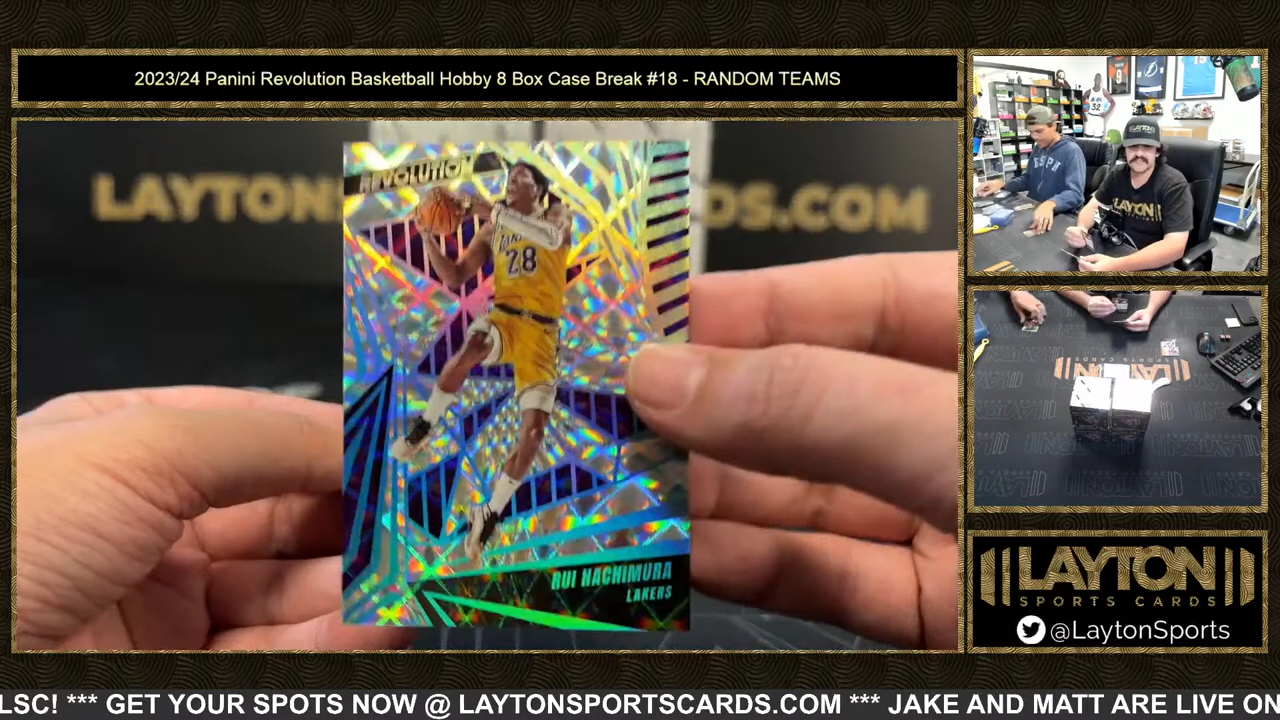 2023/24 Panini Revolution Basketball Hobby 8 Box Case Break #18 - RANDOM TEAMS
LAYTON
DS.COM
REVOLUTION
28
RUI HACHIMURA
LAKERS
LAYTON
LAYTON
SPORTS CARDS
@LaytonSports
LSC! *** GET YOUR SPOTS NOW @ LAYTONSPORTSCARDS.COM *** JAKE AND MATT ARE LIVE ON